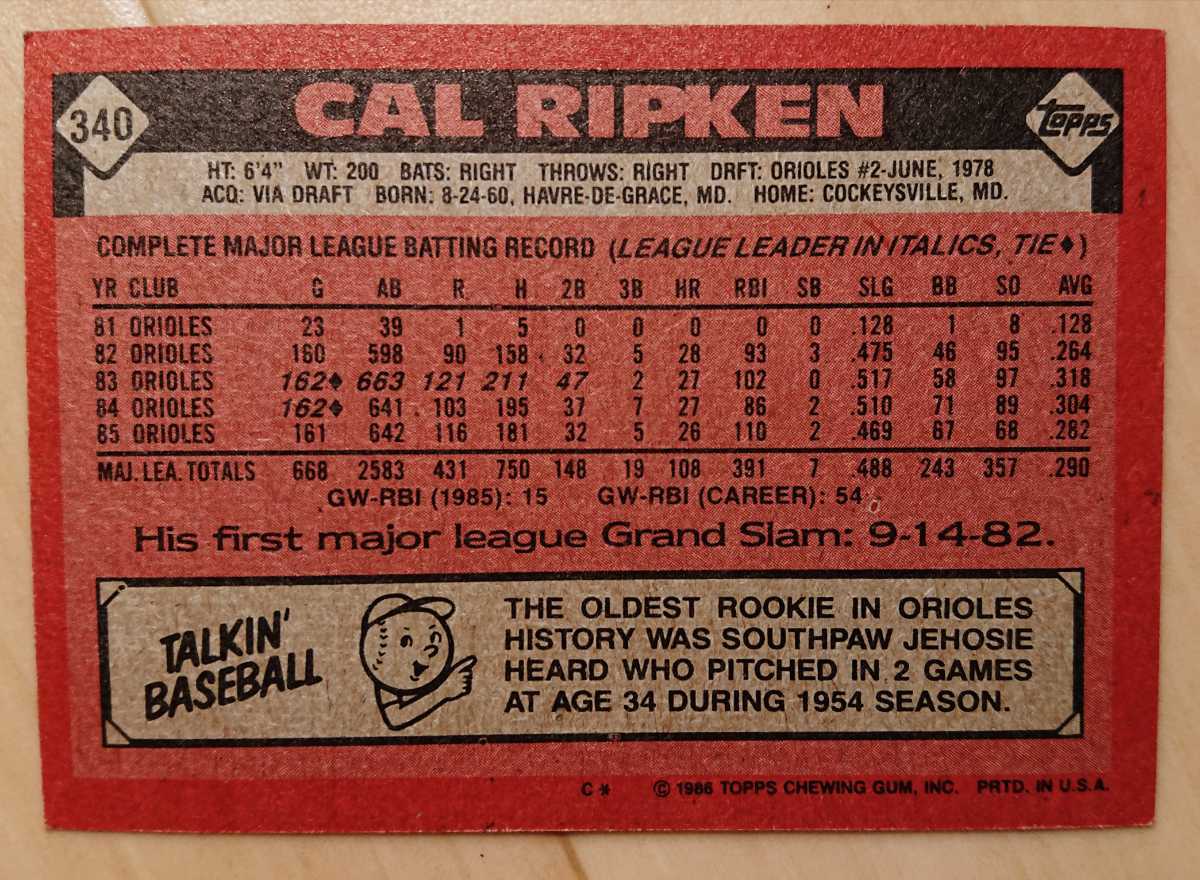 340
CAL RIPKEN
TOPPS
HT: 6'4" WT: 200 BATS: RIGHT THROWS: RIGHT DRFT: ORIOLES #2-JUNE, 1978
ACQ: VIA DRAFT BORN: 8-24-60, HAVRE-DE-GRACE, MD. HOME: COCKEYSVILLE, MD.
COMPLETE MAJOR LEAGUE BATTING RECORD (LEAGUE LEADER IN ITALICS, TIE♦)
YR CLUB G AB R H 2B 3B HR RBI SB SLG BB SO AVG
81 ORIOLES 23 39 1 5 0 0 0 0 0 .128 1 8 .128
82 ORIOLES 160 598 90 158 32 5 28 93 3 .475 46 95 .264
83 ORIOLES 162♦ 663 121 211 47 2 27 102 0 .517 58 97 .318
84 ORIOLES 162♦ 641 103 195 37 7 27 86 2 .510 71 89 .304
85 ORIOLES 161 642 116 181 32 5 26 110 2 .469 67 68 .282
MAJ. LEA. TOTALS 668 2583 431 750 148 19 108 391 7 .488 243 357 .290
GW-RBI (1985): 15 GW-RBI (CAREER): 54
His first major league Grand Slam: 9-14-82.
TALKIN'
BASEBALL
THE OLDEST ROOKIE IN ORIOLES
HISTORY WAS SOUTHPAW JEHOSIE
HEARD WHO PITCHED IN 2 GAMES
AT AGE 34 DURING 1954 SEASON.
C* © 1986 TOPPS CHEWING GUM, INC. PRTD. IN U.S.A.